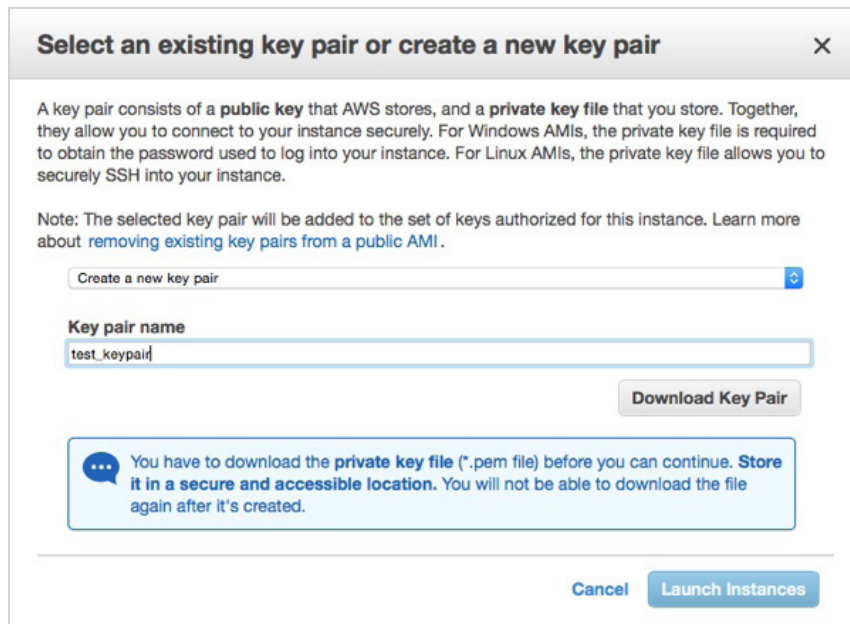 Select an existing key pair or create a new key pair
A key pair consists of a public key that AWS stores, and a private key file that you store. Together,
they allow you to connect to your instance securely. For Windows AMIs, the private key file is required
to obtain the password used to log into your instance. For Linux AMIs, the private key file allows you to
securely SSH into your instance.
Note: The selected key pair will be added to the set of keys authorized for this instance. Learn more
about removing existing key pairs from a public AMI.
Create a new key pair
Key pair name
test_keypair
Download Key Pair
You have to download the private key file (*.pem file) before you can continue. Store
it in a secure and accessible location. You will not be able to download the file
again after it's created.
Cancel Launch Instances